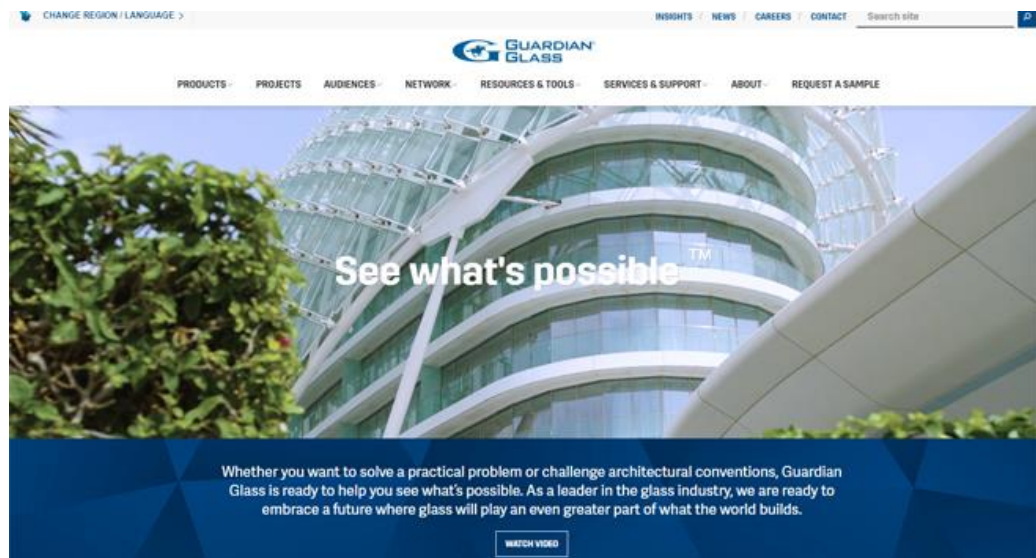 CHANGE REGION / LANGUAGE >
INSIGHTS / NEWS / CAREERS / CONTACT Search site
GUARDIAN
GLASS
PRODUCTS PROJECTS AUDIENCES NETWORK RESOURCES & TOOLS SERVICES & SUPPORT ABOUT REQUEST A SAMPLE
See what's possible™
Whether you want to solve a practical problem or challenge architectural conventions, Guardian
Glass is ready to help you see what's possible. As a leader in the glass industry, we are ready to
embrace a future where glass will play an even greater part of what the world builds.
WATCH VIDEO